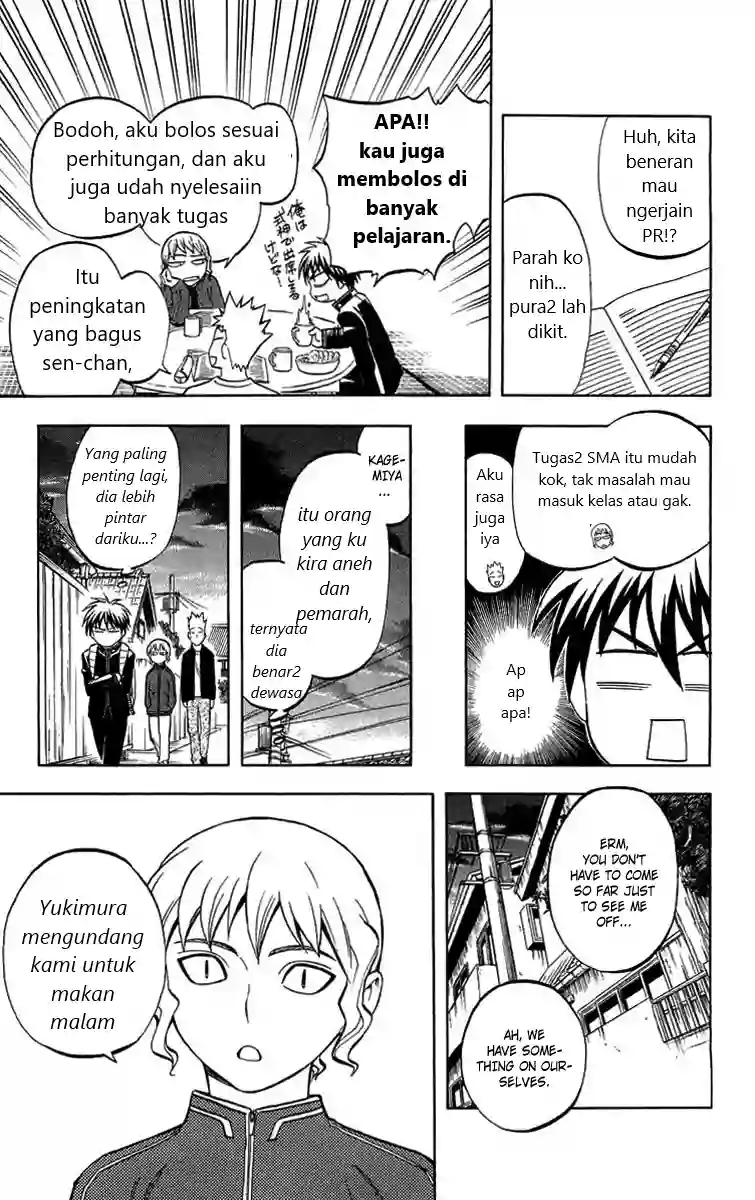 Huh, kita
beneran
mau
ngerjain
PR!?
Parah ko
nih...
pura2 lah
dikit.
APA!!
kau juga
membolos di
banyak
pelajaran.
俺は
式神で出席してる
けどな!
Bodoh, aku bolos sesuai
perhitungan, dan aku
juga udah nyelesaiin
banyak tugas
Itu
peningkatan
yang bagus
sen-chan,
Tugas2 SMA itu mudah
kok, tak masalah mau
masuk kelas atau gak.
Aku
rasa
juga
iya
Ap
ap
apa!
KAGE-
MIYA
...
itu orang
yang ku
kira aneh
dan
pemarah,
ternyata
dia
benar2
dewasa
Yang paling
penting lagi,
dia lebih
pintar
dariku...?
ERM,
YOU DON'T
HAVE TO COME
SO FAR JUST
TO SEE ME
OFF...
AH, WE
HAVE SOME-
THING ON OUR-
SELVES.
Yukimura
mengundang
kami untuk
makan
malam